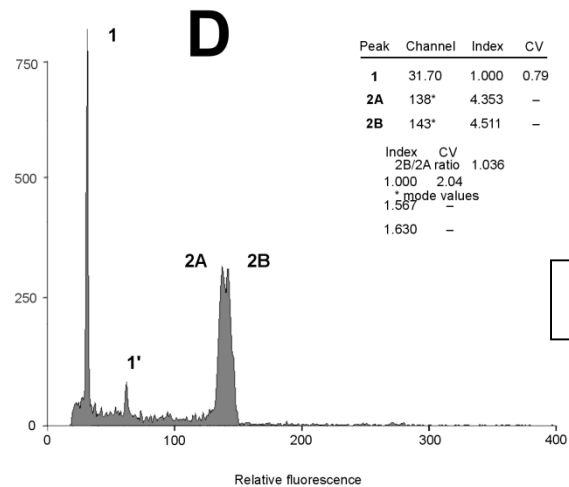 D
1
Peak Channel Index CV
1 31.70 1.000 0.79
2A 138* 4.353 –
2B 143* 4.511 –
Index CV
2B/2A ratio 1.036
1.000 2.04
* mode values
1.567 –
1.630 –
750
500
250
0
2A 2B
1'
0 100 200 300 400
Relative fluorescence